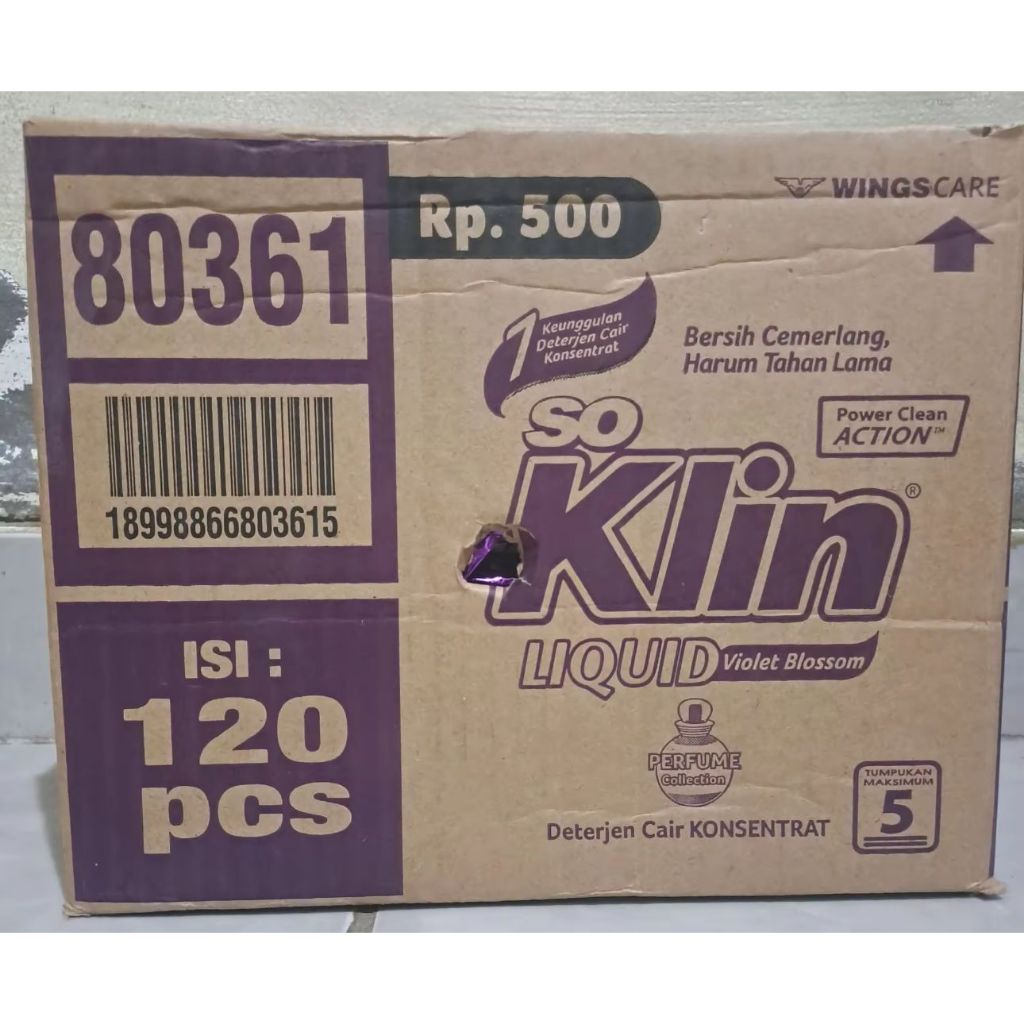 80361
Rp. 500
WINGSCARE
18998866803615
ISI :
120
pcs
7 Keunggulan
Deterjen Cair
Konsentrat
Bersih Cemerlang,
Harum Tahan Lama
Power Clean
ACTION™
so
Klin®
LIQUID Violet Blossom
PERFUME
Collection
Deterjen Cair KONSENTRAT
TUMPUKAN
MAKSIMUM
5